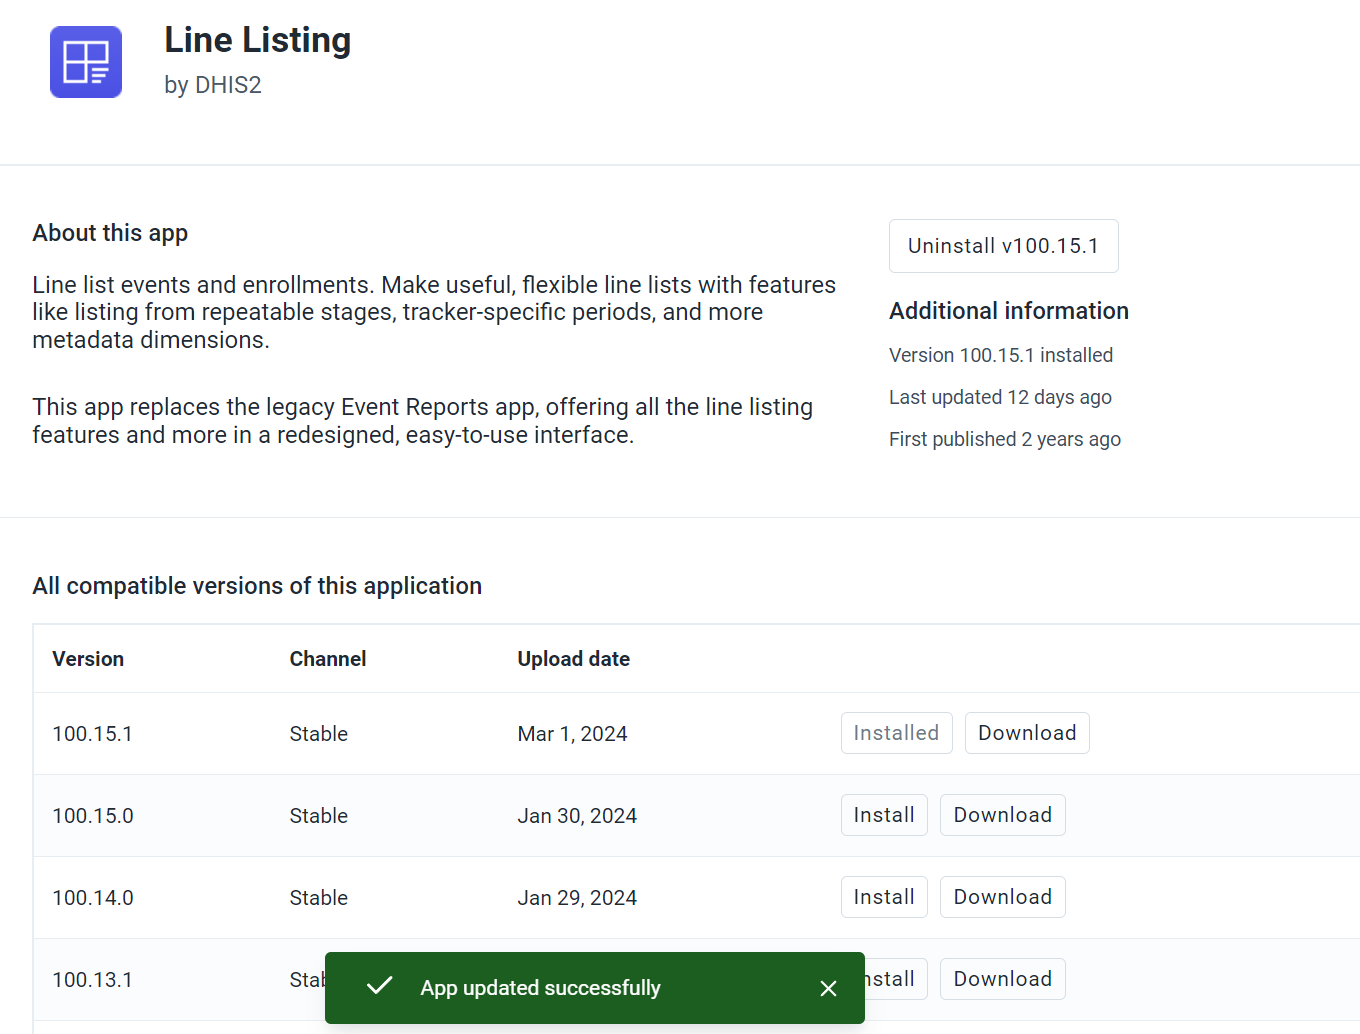 Line Listing
by DHIS2
About this app
Line list events and enrollments. Make useful, flexible line lists with features
like listing from repeatable stages, tracker-specific periods, and more
metadata dimensions.
This app replaces the legacy Event Reports app, offering all the line listing
features and more in a redesigned, easy-to-use interface.
Uninstall v100.15.1
Additional information
Version 100.15.1 installed
Last updated 12 days ago
First published 2 years ago
All compatible versions of this application
Version Channel Upload date
100.15.1 Stable Mar 1, 2024 Installed Download
100.15.0 Stable Jan 30, 2024 Install Download
100.14.0 Stable Jan 29, 2024 Install Download
100.13.1 Download
App updated successfully